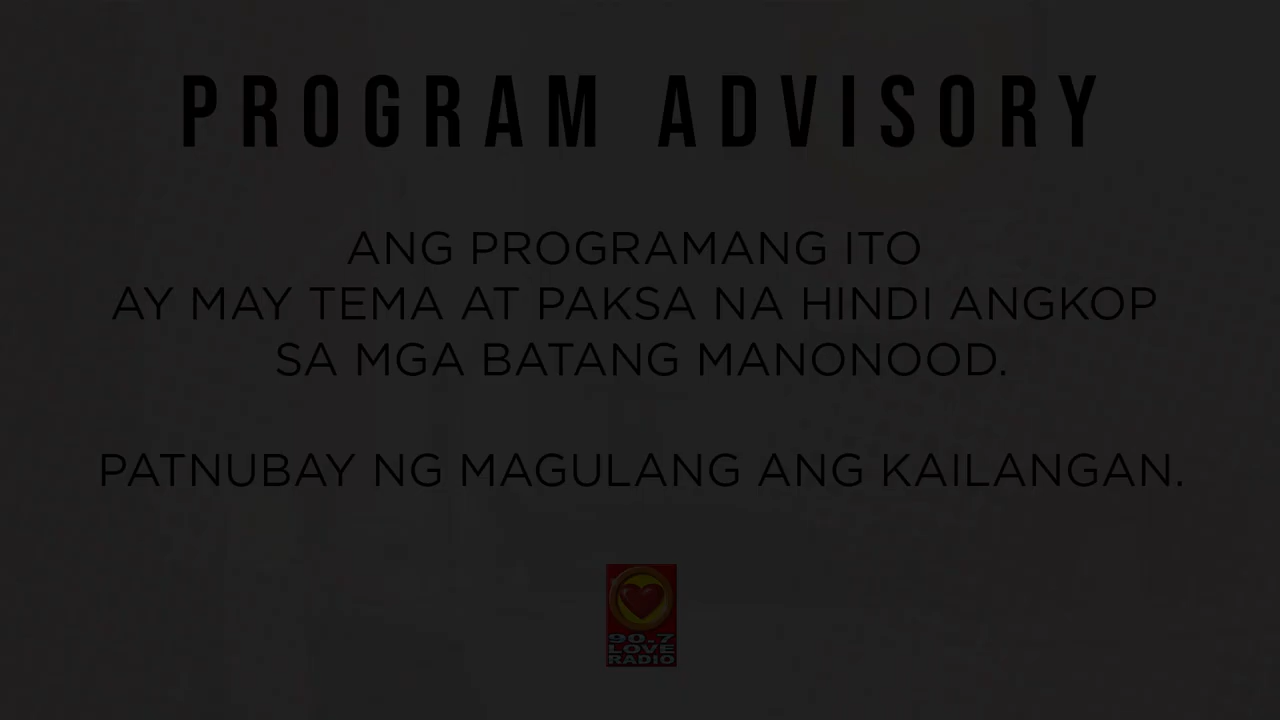 PROGRAM ADVISORY
ANG PROGRAMANG ITO
AY MAY TEMA AT PAKSA NA HINDI ANGKOP
SA MGA BATANG MANONOOD.
PATNUBAY NG MAGULANG ANG KAILANGAN.
90.7
LOVE
RADIO